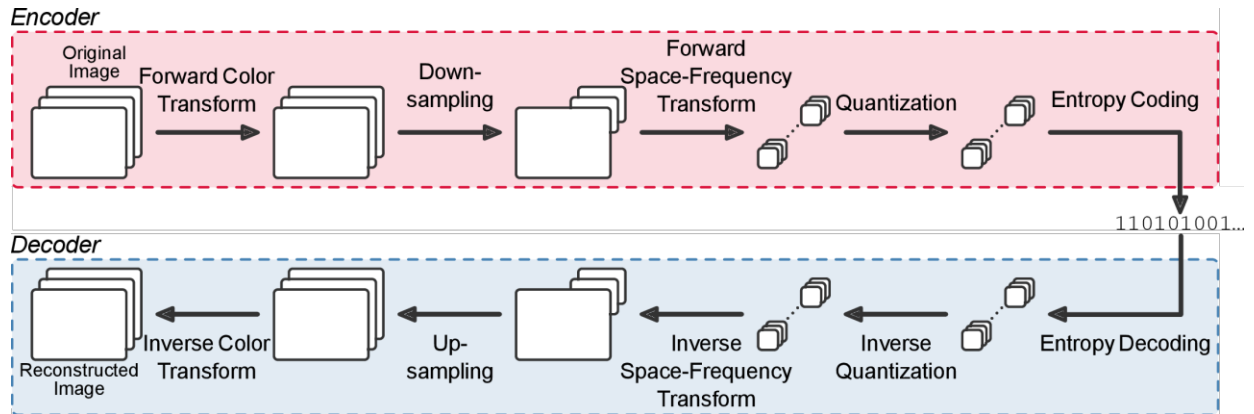 Encoder
Original
Image
Forward Color
Transform
Down-
sampling
Forward
Space-Frequency
Transform
Quantization
Entropy Coding
110101001...
Decoder
Reconstructed
Image
Inverse Color
Transform
Up-
sampling
Inverse
Space-Frequency
Transform
Inverse
Quantization
Entropy Decoding